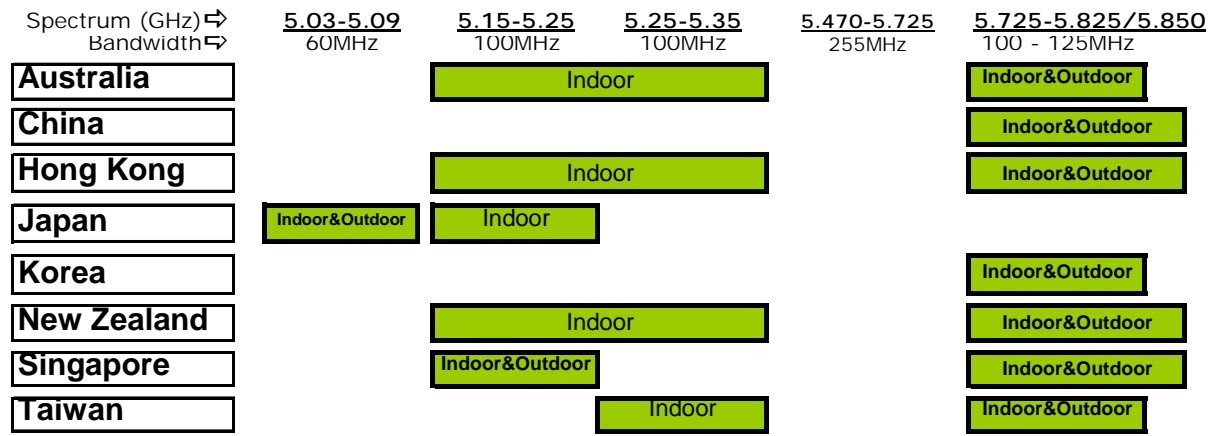 Spectrum (GHz)⇨ 5.03-5.09 5.15-5.25 5.25-5.35 5.470-5.725 5.725-5.825/5.850
Bandwidth⇨ 60MHz 100MHz 100MHz 255MHz 100 - 125MHz
Australia Indoor Indoor&Outdoor
China Indoor&Outdoor
Hong Kong Indoor Indoor&Outdoor
Japan Indoor&Outdoor Indoor
Korea Indoor&Outdoor
New Zealand Indoor Indoor&Outdoor
Singapore Indoor&Outdoor Indoor&Outdoor
Taiwan Indoor Indoor&Outdoor